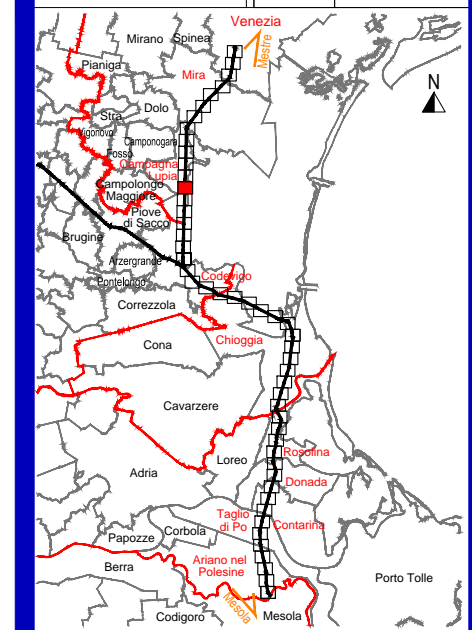 Venezia
Mirano
Spinea
Mestre
Pianiga
Mira
N
Dolo
Stra
Vigonovo
Camponogara
Fosso
Campagna
Lupia
Campolongo
Maggiore
Piove
di Sacco
Brugine
Arzergrande
Codevigo
Pontelongo
Correzzola
Chioggia
Cona
Cavarzere
Rosolina
Loreo
Adria
Donada
Taglio
di Po
Contarina
Corbola
Papozze
Ariano nel
Polesine
Berra
Porto Tolle
Mesola
Mesola
Codigoro